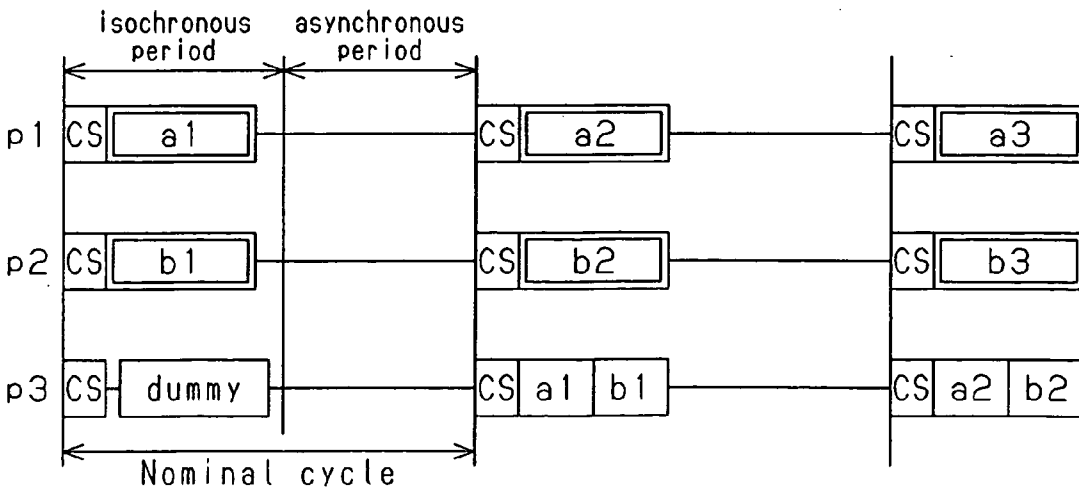 isochronous period
asynchronous period
p1 CS a1 CS a2 CS a3
p2 CS b1 CS b2 CS b3
p3 CS dummy CS a1 b1 CS a2 b2
Nominal cycle